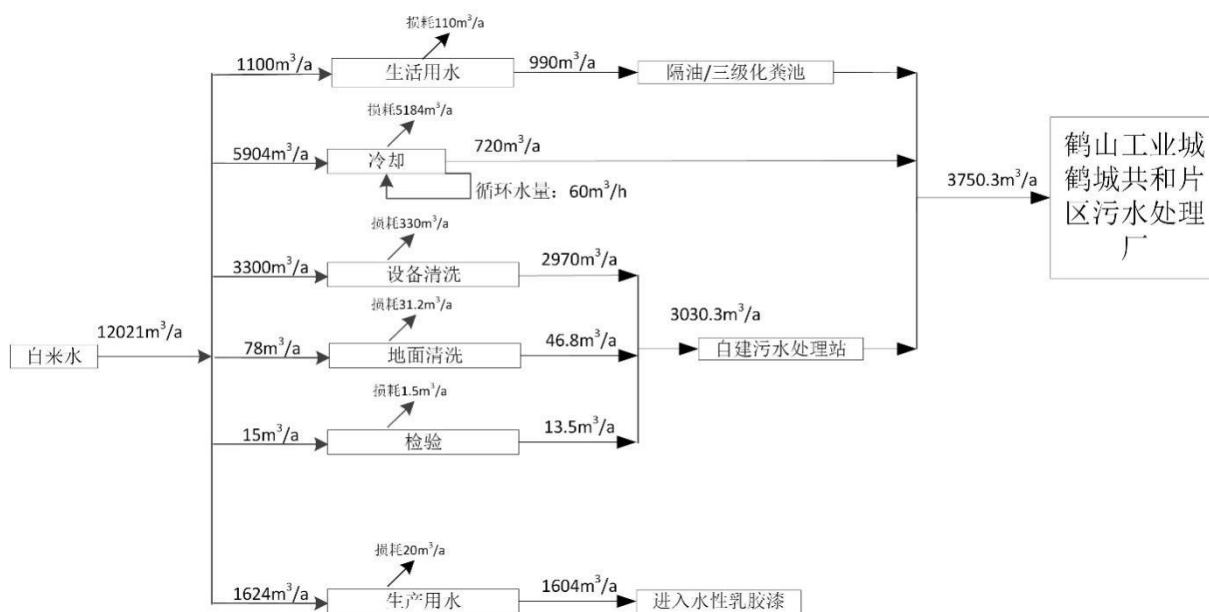 损耗110m³/a
1100m³/a
生活用水
990m³/a
隔油/三级化粪池
损耗5184m³/a
5904m³/a
冷却
720m³/a
循环水量：60m³/h
3750.3m³/a
鹤山工业城
鹤城共和片
区污水处理
厂
损耗330m³/a
3300m³/a
设备清洗
2970m³/a
12021m³/a
自来水
损耗31.2m³/a
78m³/a
地面清洗
46.8m³/a
3030.3m³/a
自建污水处理站
损耗1.5m³/a
15m³/a
检验
13.5m³/a
损耗20m³/a
1624m³/a
生产用水
1604m³/a
进入水性乳胶漆